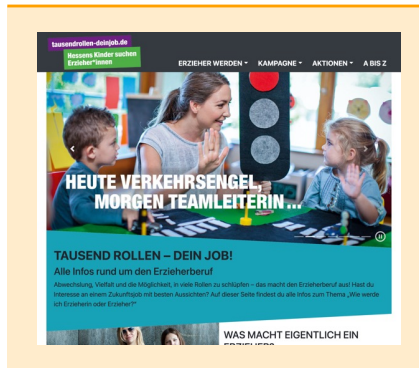 tausendrollen-deinjob.de
Hessens Kinder suchen
Erzieher*innen
ERZIEHER WERDEN KAMPAGNE AKTIONEN A BIS Z
HEUTE VERKEHRSENGEL,
MORGEN TEAMLEITERIN...
TAUSEND ROLLEN – DEIN JOB!
Alle Infos rund um den Erzieherberuf
Abwechslung, Vielfalt und die Möglichkeit, in viele Rollen zu schlüpfen – das macht den Erzieherberuf aus! Hast du
Interesse an einem Zukunftsjob mit besten Aussichten? Auf dieser Seite findest du alle Infos zum Thema „Wie werde
ich Erzieherin oder Erzieher?“
WAS MACHT EIGENTLICH EIN
ERZIEHER?